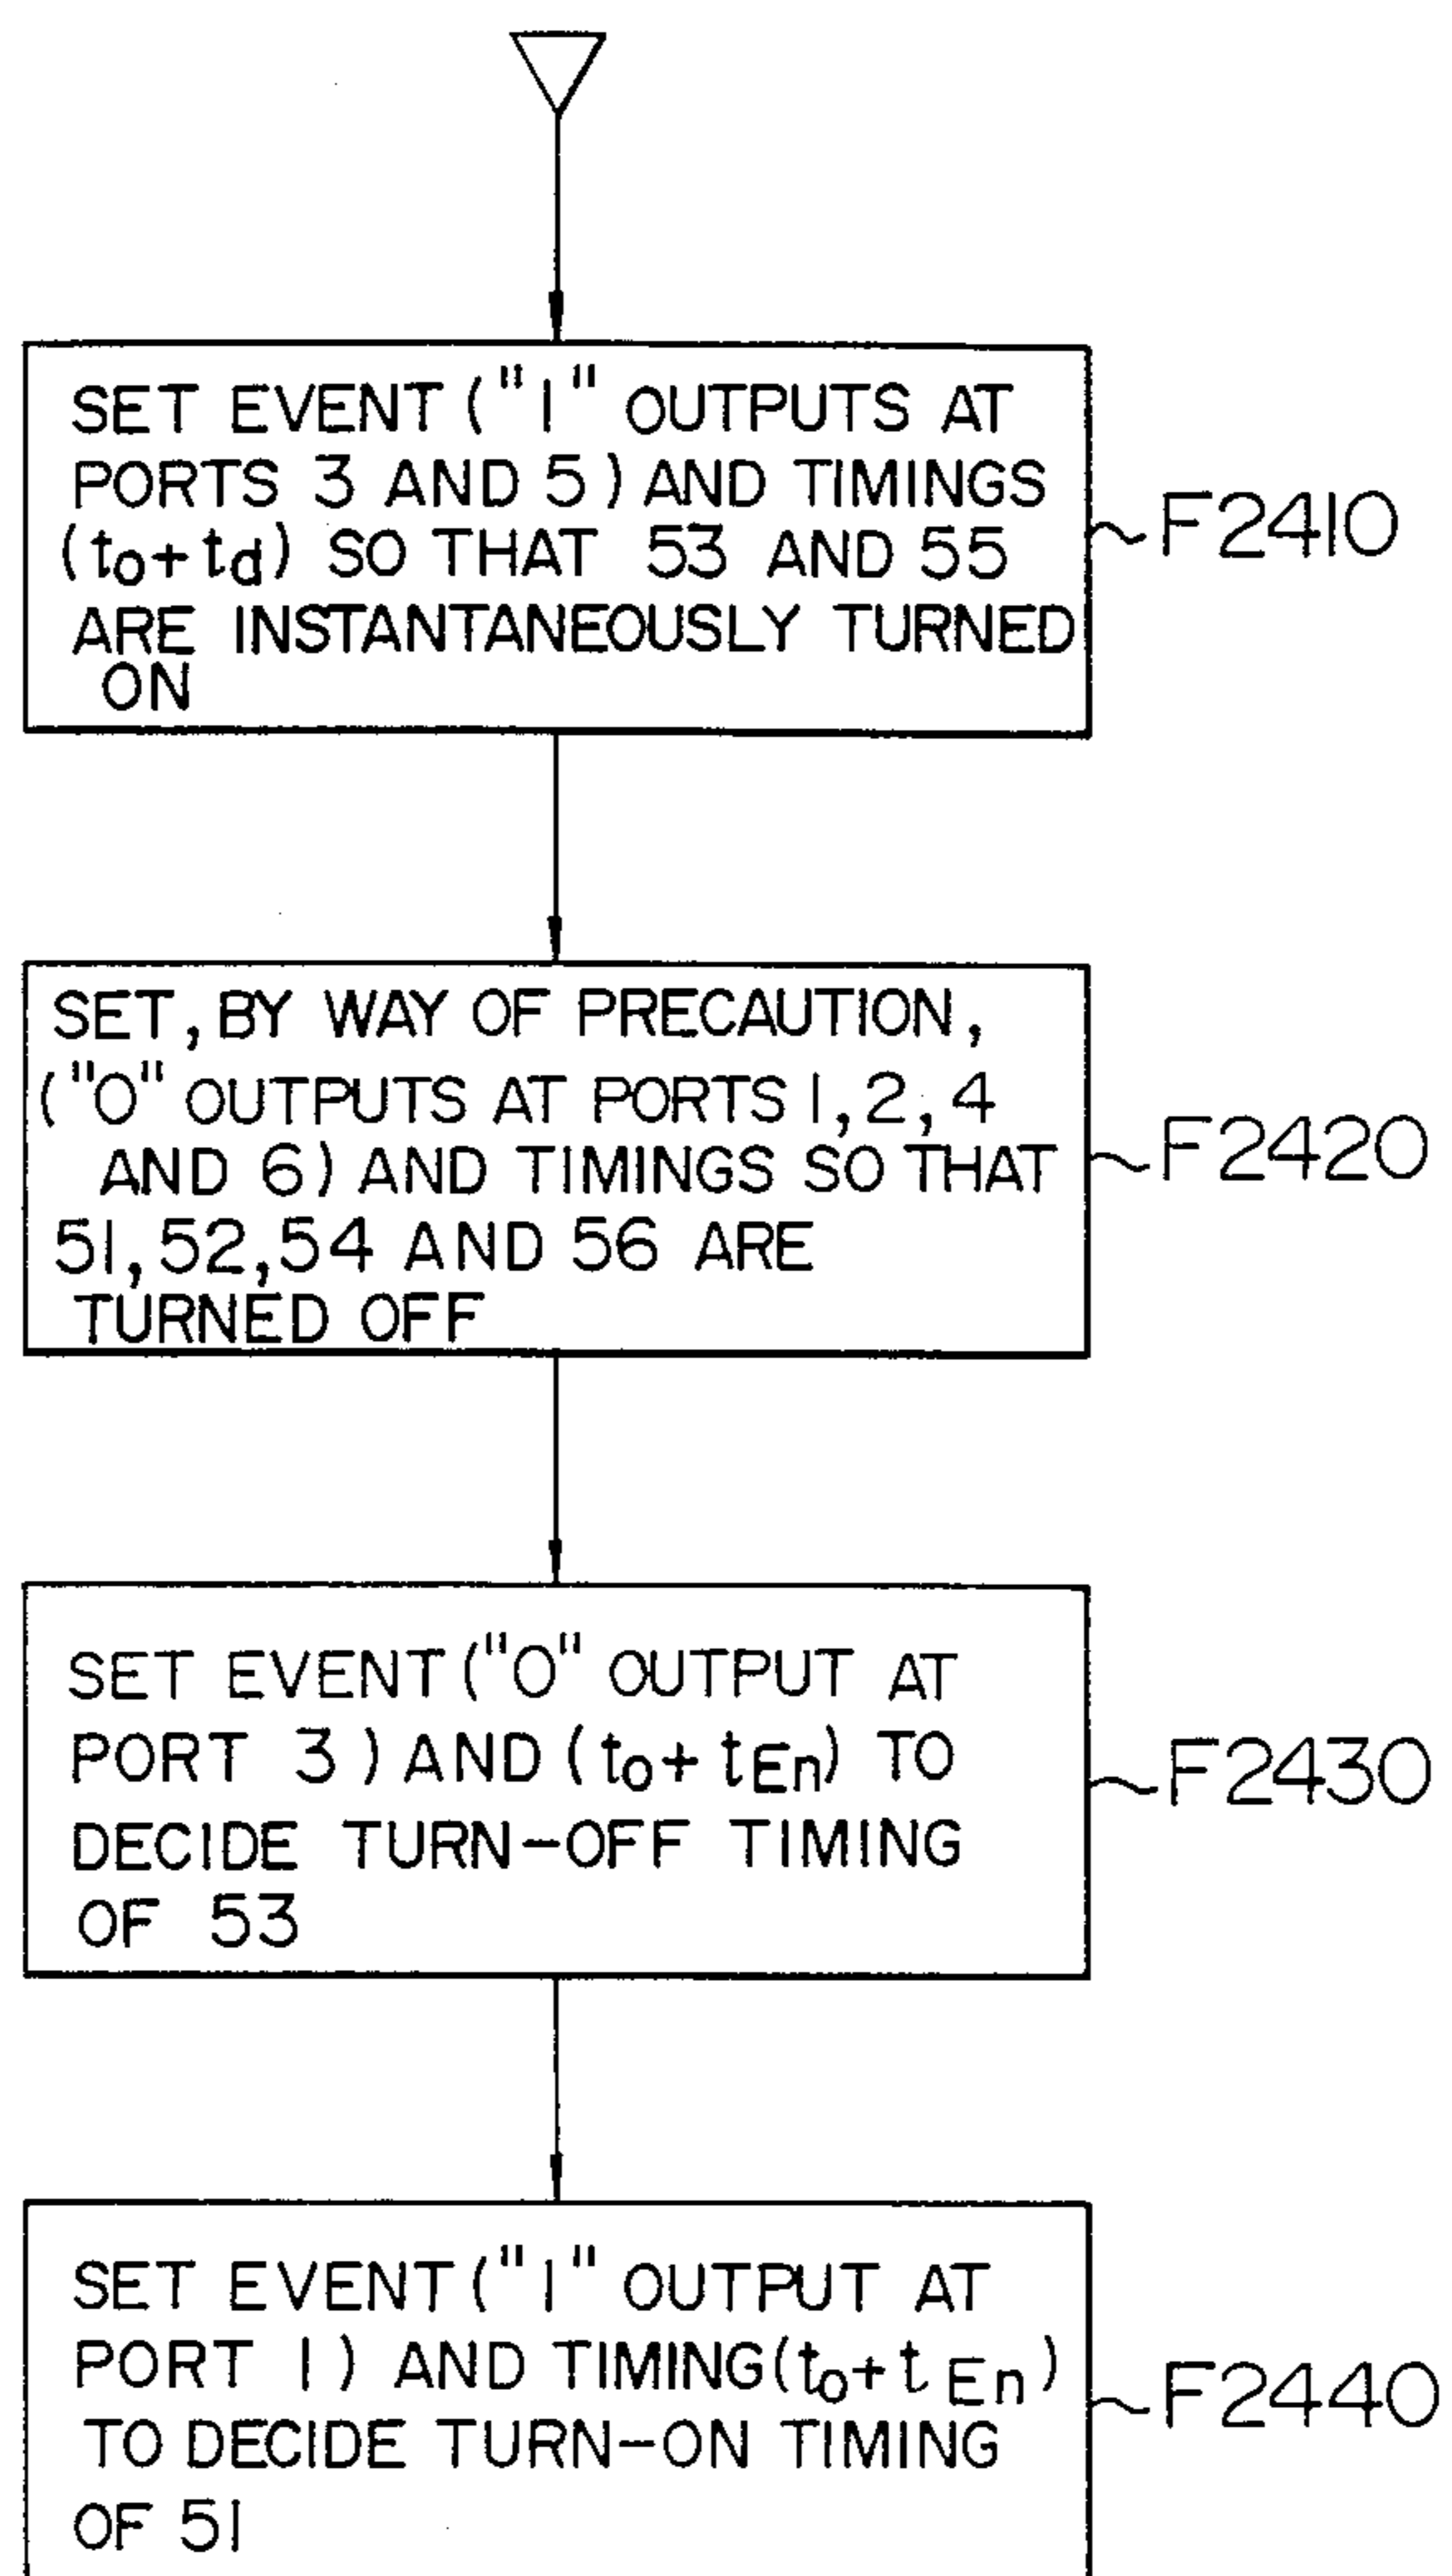 SET EVENT ("1" OUTPUTS AT
PORTS 3 AND 5) AND TIMINGS
(to+td) SO THAT 53 AND 55
ARE INSTANTANEOUSLY TURNED
ON
F2410
SET, BY WAY OF PRECAUTION,
("0" OUTPUTS AT PORTS 1, 2, 4
AND 6) AND TIMINGS SO THAT
51, 52, 54 AND 56 ARE
TURNED OFF
F2420
SET EVENT ("0" OUTPUT AT
PORT 3) AND (to+tEn) TO
DECIDE TURN-OFF TIMING
OF 53
F2430
SET EVENT ("1" OUTPUT AT
PORT 1) AND TIMING (to+tEn)
TO DECIDE TURN-ON TIMING
OF 51
F2440